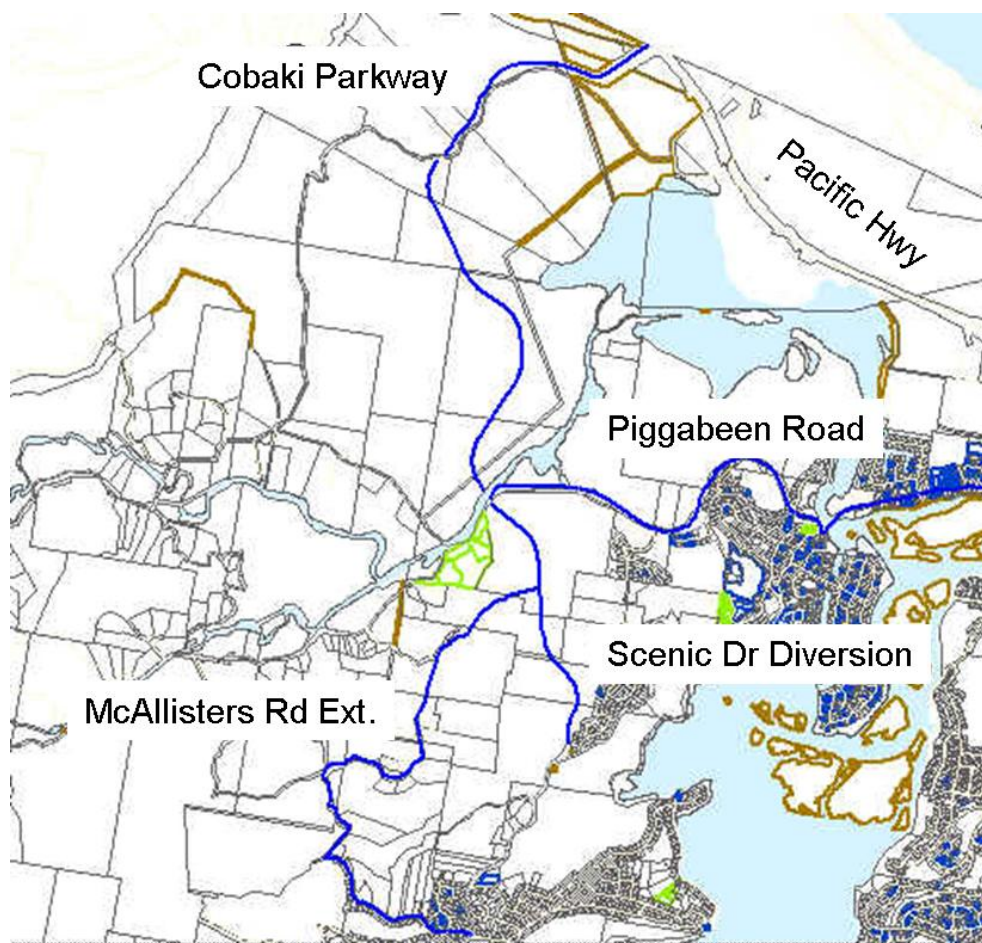 Cobaki Parkway
Pacific Hwy
Piggabeen Road
Scenic Dr Diversion
McAllisters Rd Ext.